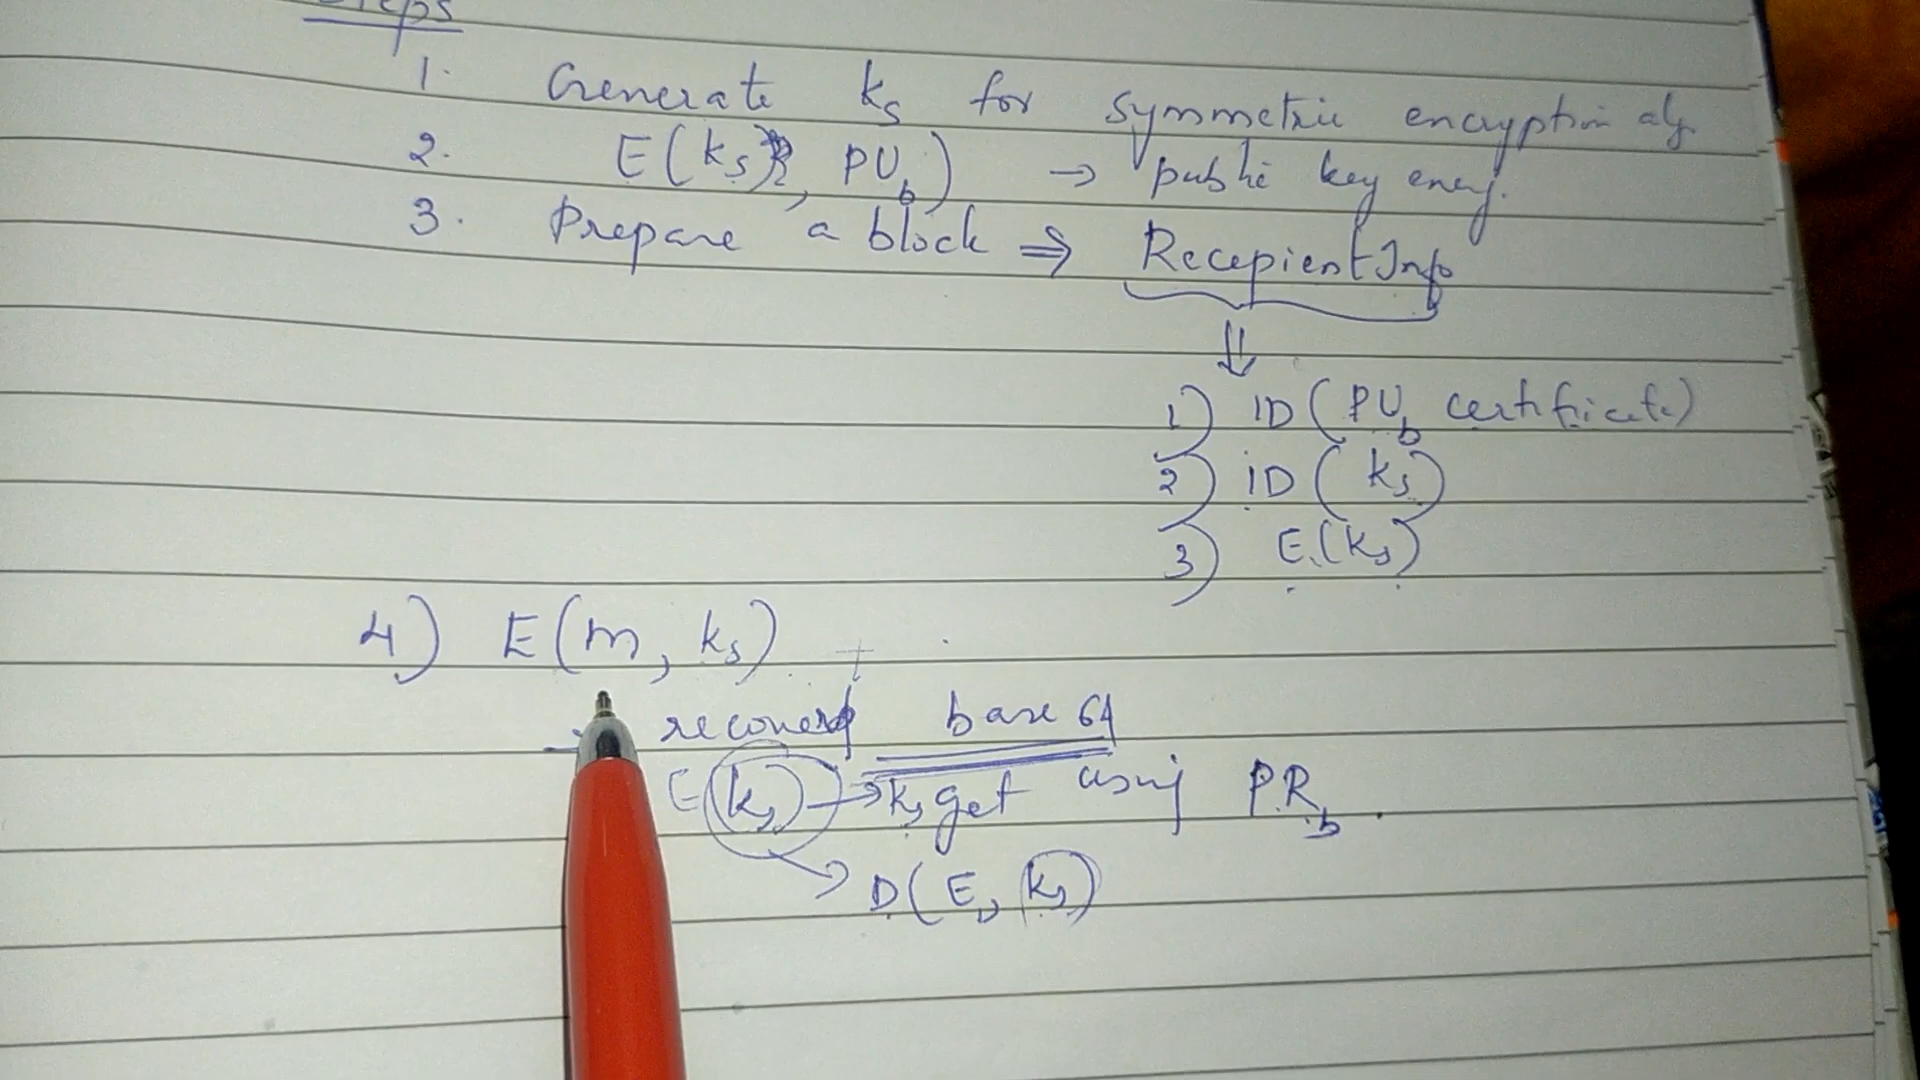 Steps
1. Generate ks for symmetric encryption alg.
2. E(ks, PUb) → public key ency.
3. Prepare a block ⇒ RecepientInfo
⇓
1) ID (PUb certificate)
2) ID (ks)
3) E(ks)
4) E(m, ks)
→ recover base 64
E(ks) → ks get using PRb.
→ D(E, ks)